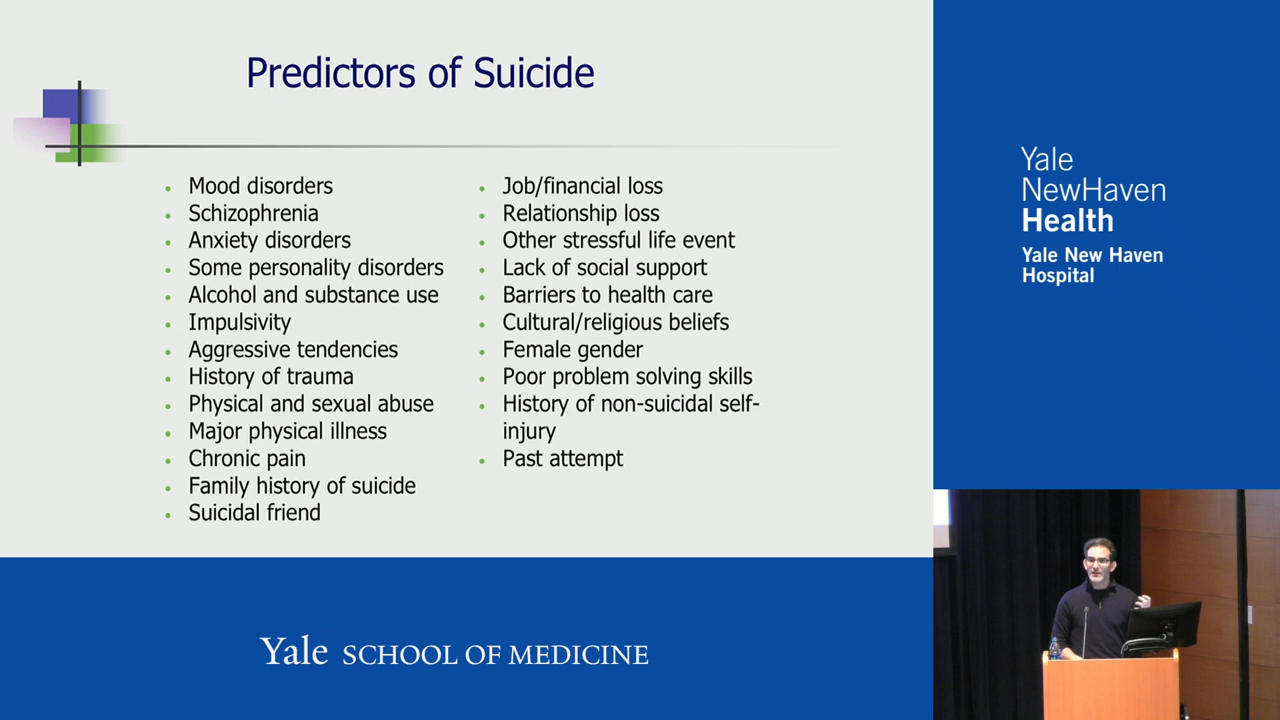 Predictors of Suicide
Mood disorders
Schizophrenia
Anxiety disorders
Some personality disorders
Alcohol and substance use
Impulsivity
Aggressive tendencies
History of trauma
Physical and sexual abuse
Major physical illness
Chronic pain
Family history of suicide
Suicidal friend
Job/financial loss
Relationship loss
Other stressful life event
Lack of social support
Barriers to health care
Cultural/religious beliefs
Female gender
Poor problem solving skills
History of non-suicidal self-
injury
Past attempt
Yale
NewHaven
Health
Yale New Haven
Hospital
Yale SCHOOL OF MEDICINE